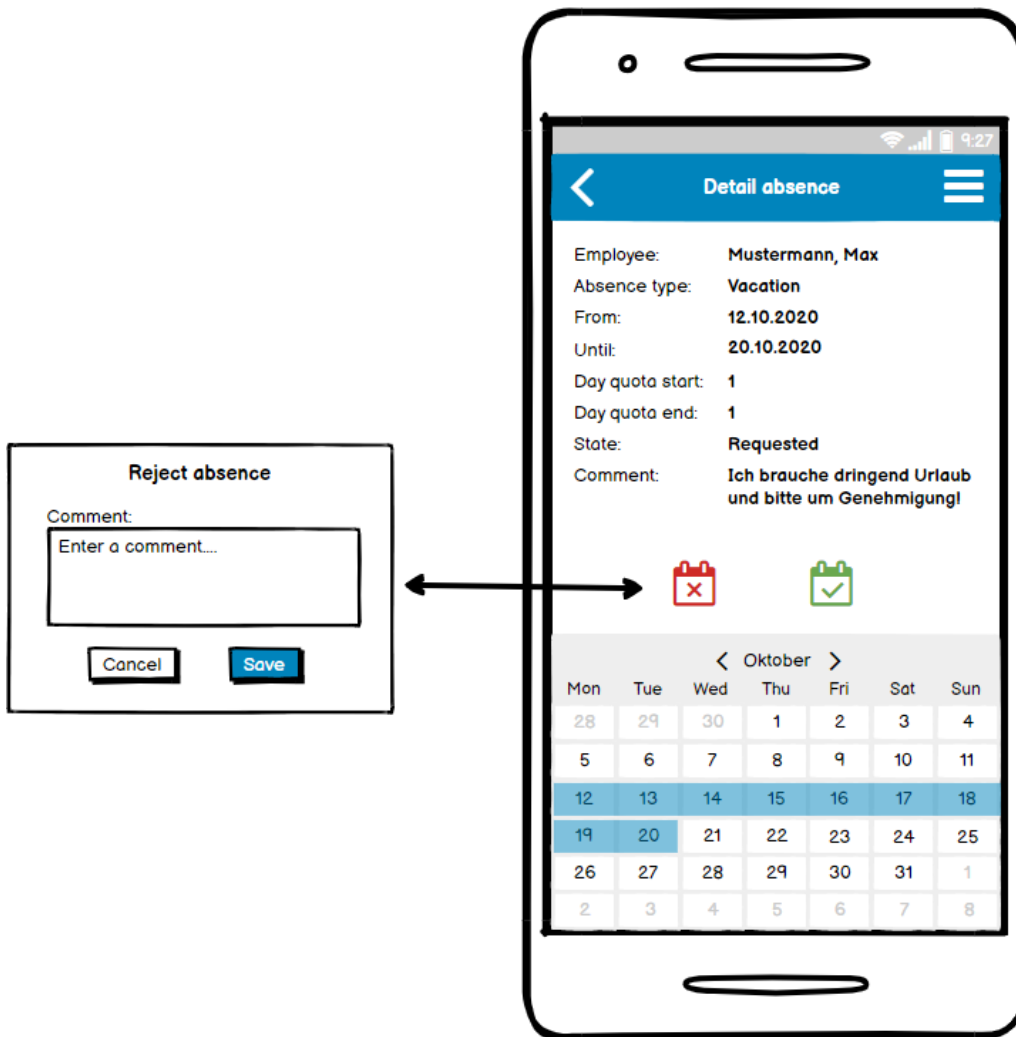 9:27
Detail absence
Employee: Mustermann, Max
Absence type: Vacation
From: 12.10.2020
Until: 20.10.2020
Day quota start: 1
Day quota end: 1
State: Requested
Comment: Ich brauche dringend Urlaub
und bitte um Genehmigung!
Reject absence
Comment:
Enter a comment....
Cancel Save
Oktober
Mon Tue Wed Thu Fri Sat Sun
28 29 30 1 2 3 4
5 6 7 8 9 10 11
12 13 14 15 16 17 18
19 20 21 22 23 24 25
26 27 28 29 30 31 1
2 3 4 5 6 7 8